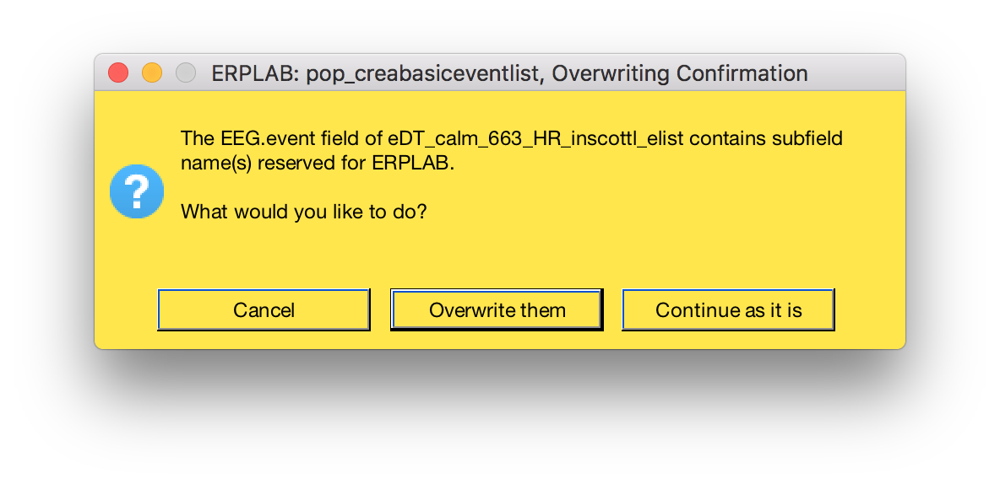 ERPLAB: pop_creabasiceventlist, Overwriting Confirmation
The EEG.event field of eDT_calm_663_HR_inscottl_elist contains subfield
name(s) reserved for ERPLAB.
What would you like to do?
Cancel
Overwrite them
Continue as it is